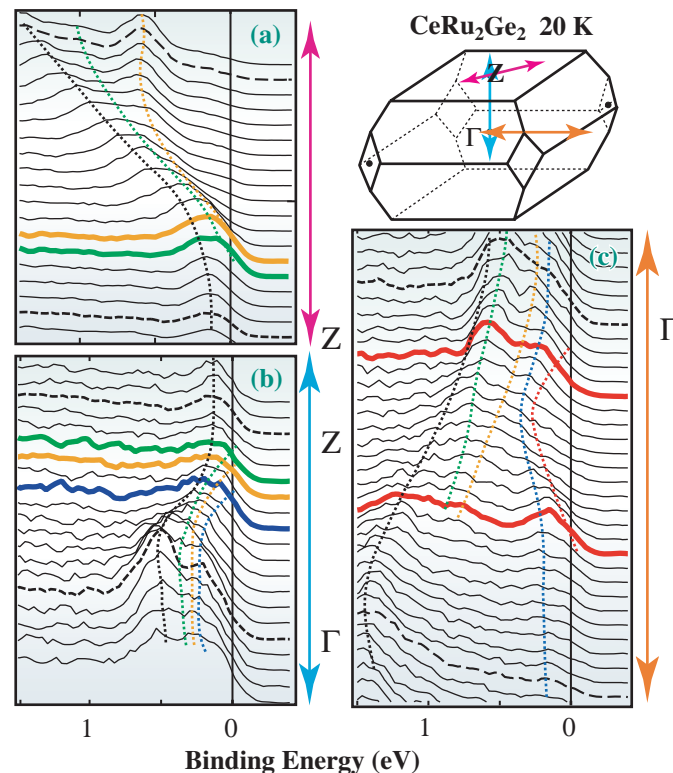 CeRu₂Ge₂ 20 K
(a)
Z
Γ
Z
(b)
Z
Γ
(c)
Γ
1
0
1
0
Binding Energy (eV)